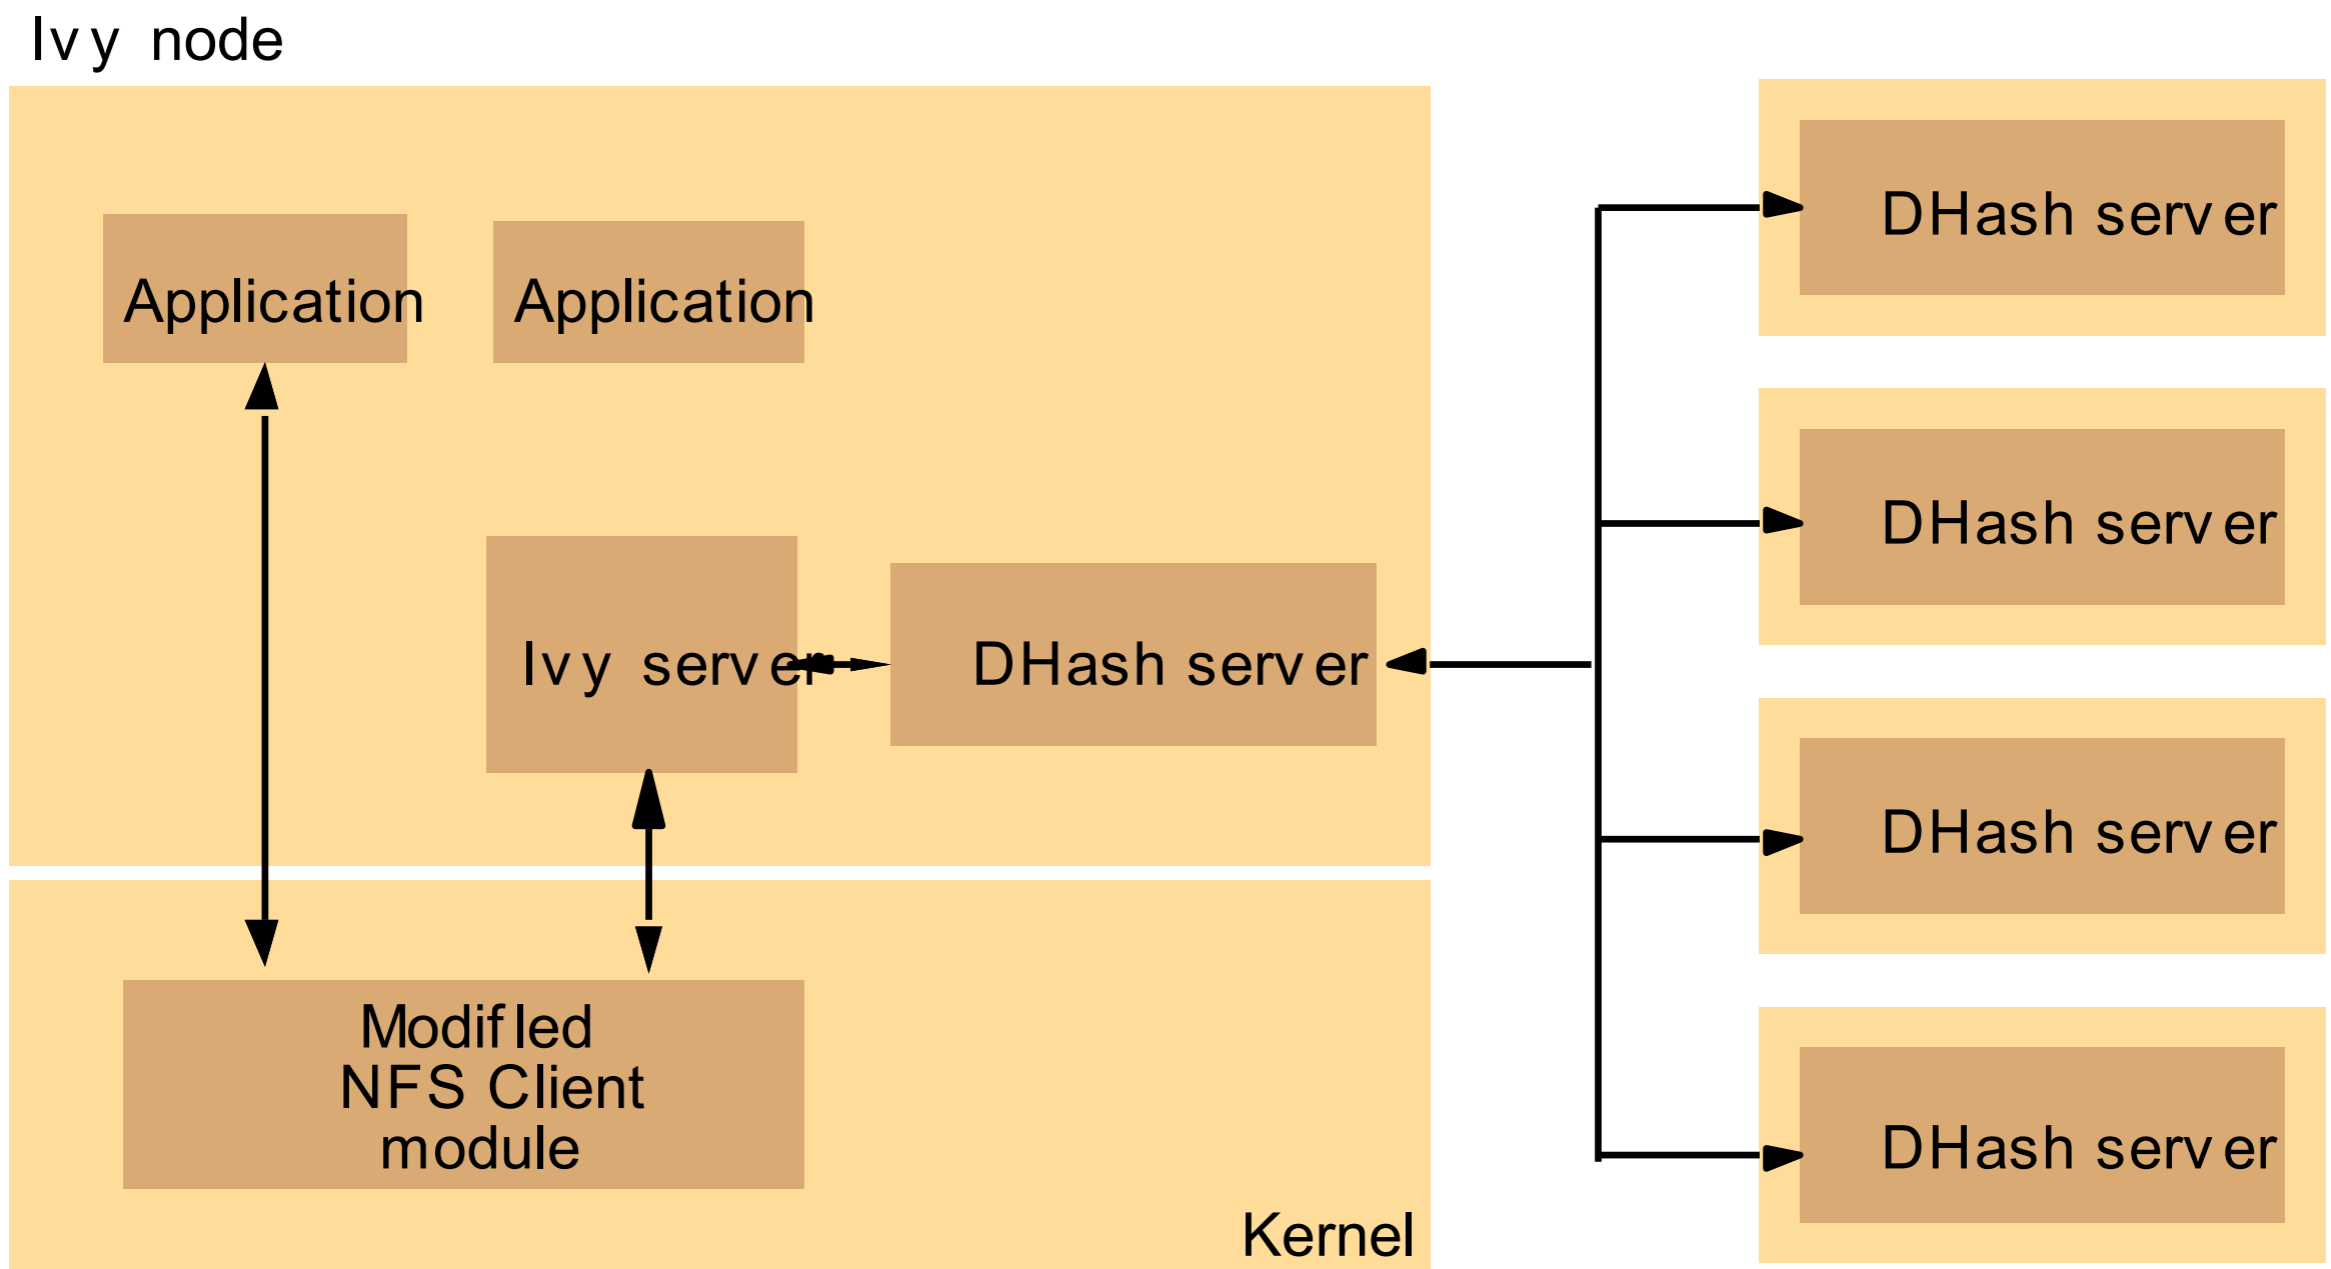 Ivy node
Application
Application
Ivy server
DHash server
Modifled
NFS Client
module
Kernel
DHash server
DHash server
DHash server
DHash server